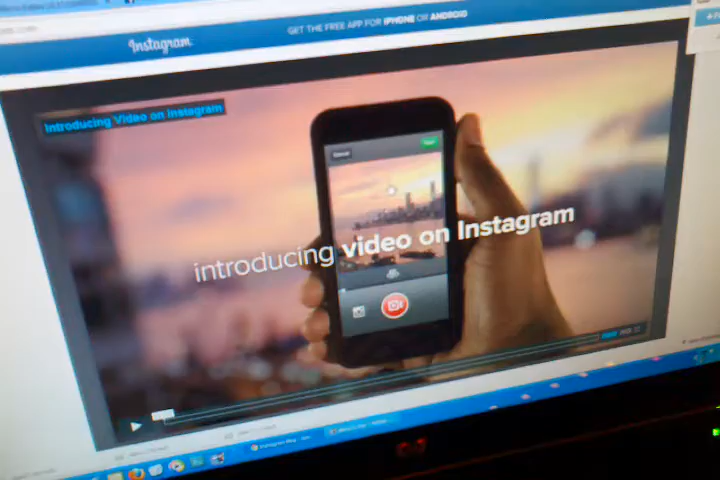 Instagram
GET THE FREE APP FOR IPHONE OR ANDROID
Introducing Video on Instagram
introducing video on Instagram